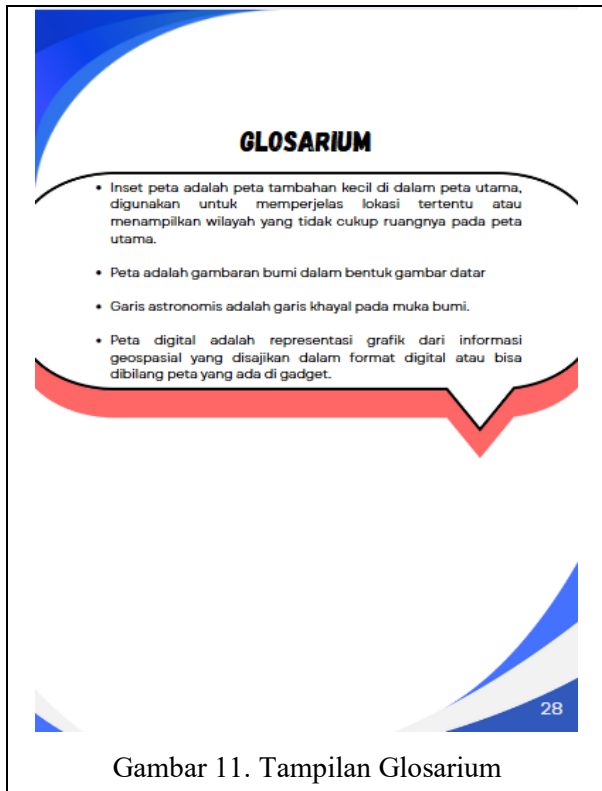 GLOSARIUM
• Inset peta adalah peta tambahan kecil di dalam peta utama,
digunakan untuk memperjelas lokasi tertentu atau
menampilkan wilayah yang tidak cukup ruangnya pada peta
utama.
• Peta adalah gambaran bumi dalam bentuk gambar datar
• Garis astronomis adalah garis khayal pada muka bumi.
• Peta digital adalah representasi grafik dari informasi
geospasial yang disajikan dalam format digital atau bisa
dibilang peta yang ada di gadget.
28
Gambar 11. Tampilan Glosarium